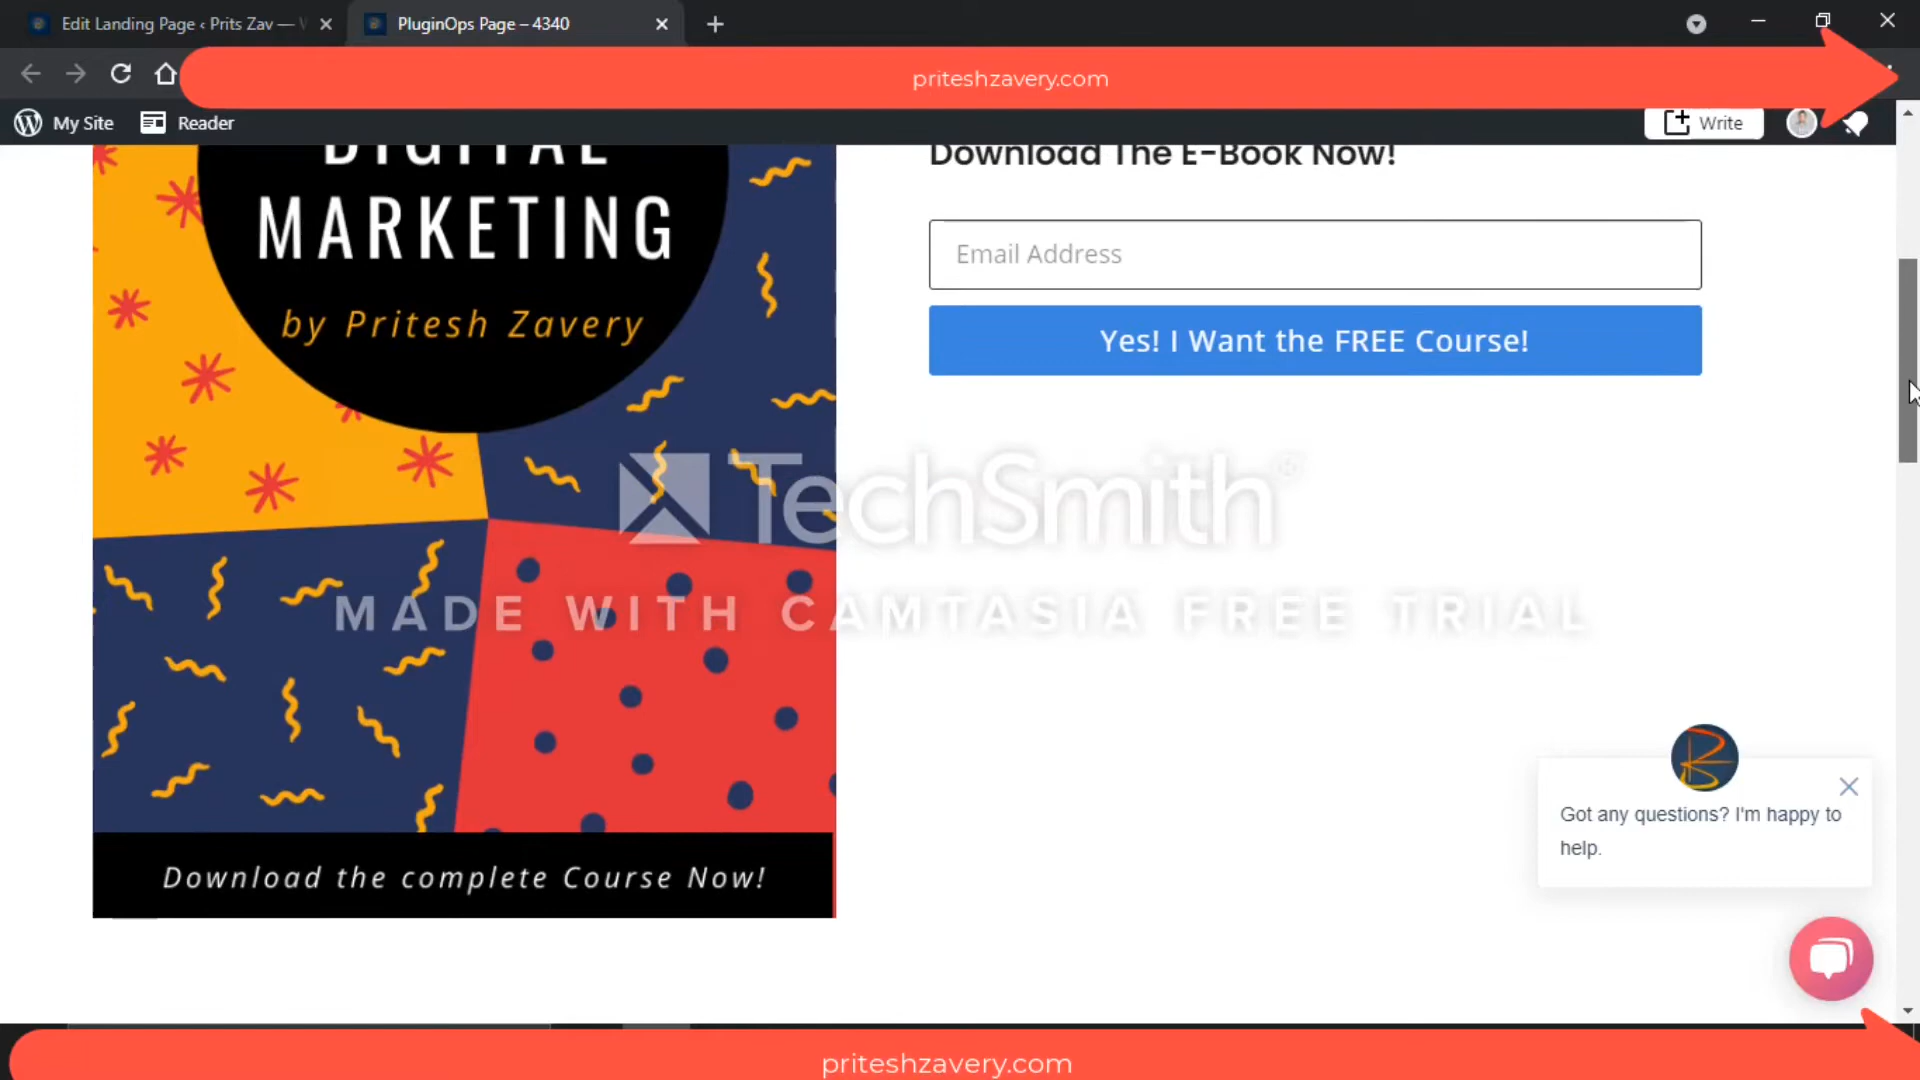 Edit Landing Page ‹ Prits Zav —
PluginOps Page – 4340
priteshzavery.com
My Site
Reader
Write
DIGITAL
MARKETING
by Pritesh Zavery
Download the complete Course Now!
Download The E-Book Now!
Email Address
Yes! I Want the FREE Course!
TechSmith®
MADE WITH CAMTASIA FREE TRIAL
Got any questions? I'm happy to
help.
priteshzavery.com